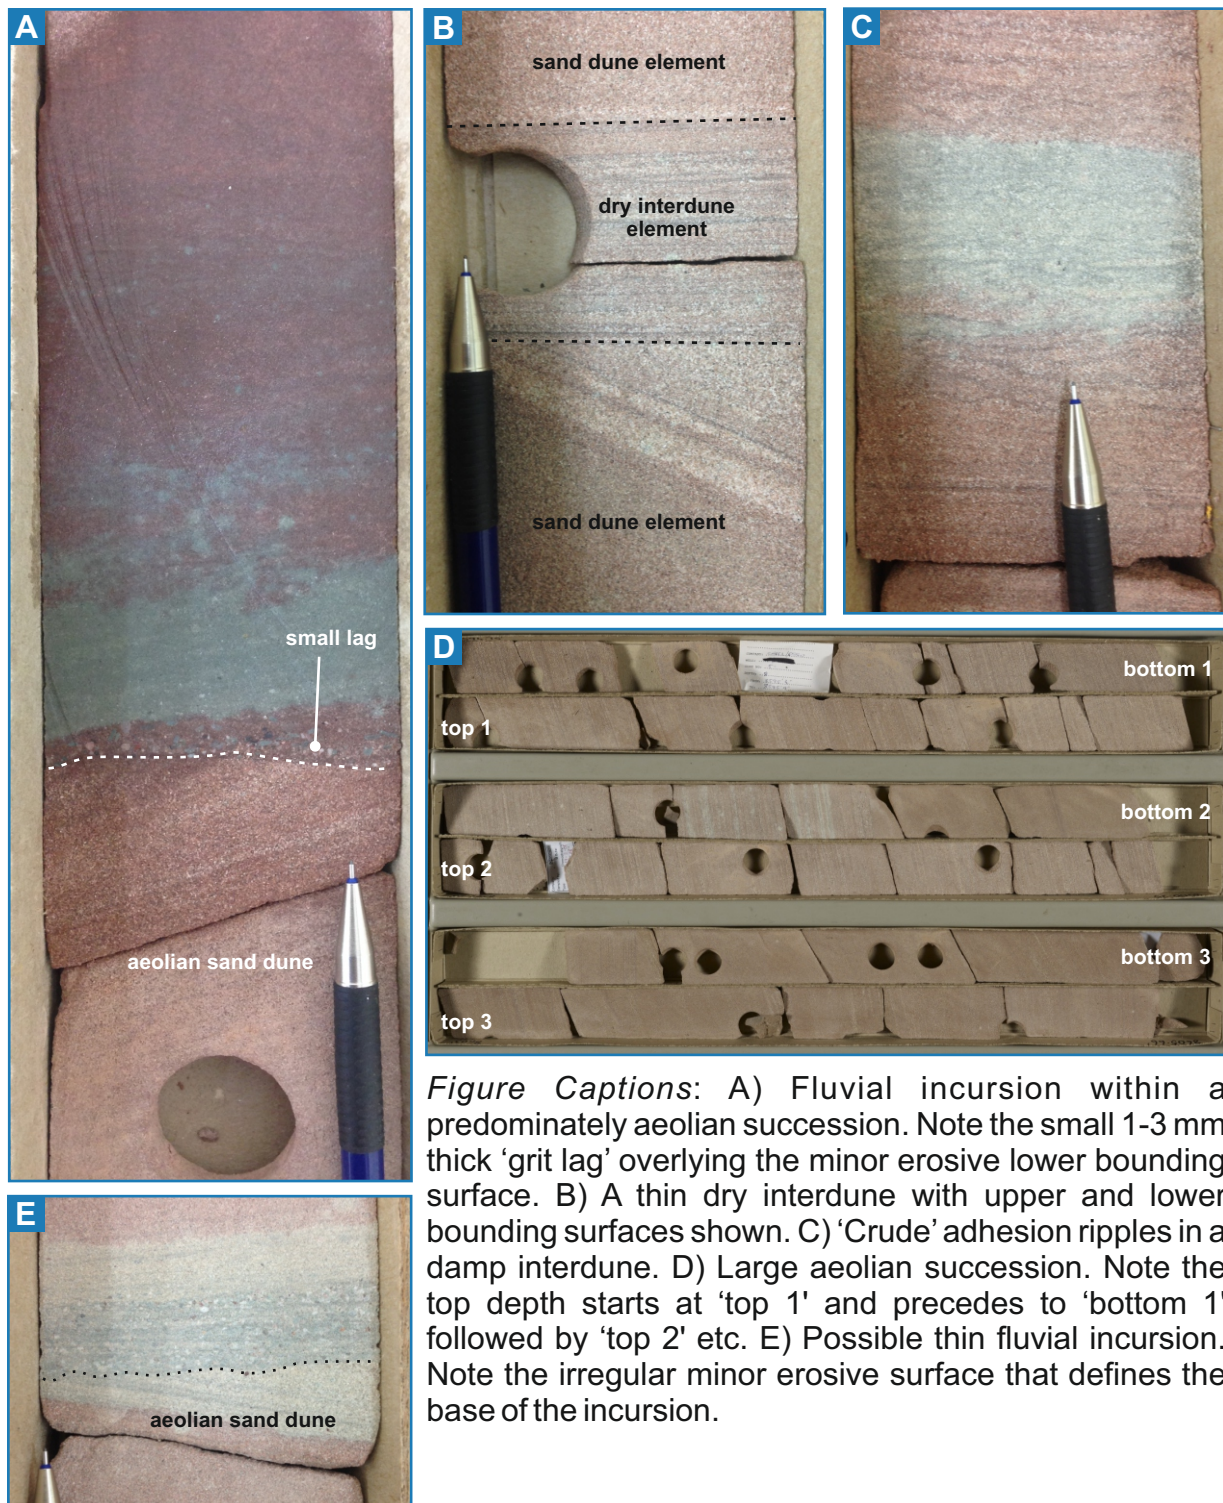 A
small lag
aeolian sand dune
B
sand dune element
dry interdune
element
sand dune element
C
D
bottom 1
top 1
bottom 2
top 2
bottom 3
top 3
E
aeolian sand dune
Figure Captions: A) Fluvial incursion within a
predominately aeolian succession. Note the small 1-3 mm
thick ‘grit lag’ overlying the minor erosive lower bounding
surface. B) A thin dry interdune with upper and lower
bounding surfaces shown. C) ‘Crude’ adhesion ripples in a
damp interdune. D) Large aeolian succession. Note the
top depth starts at ‘top 1' and precedes to ‘bottom 1'
followed by ‘top 2' etc. E) Possible thin fluvial incursion.
Note the irregular minor erosive surface that defines the
base of the incursion.